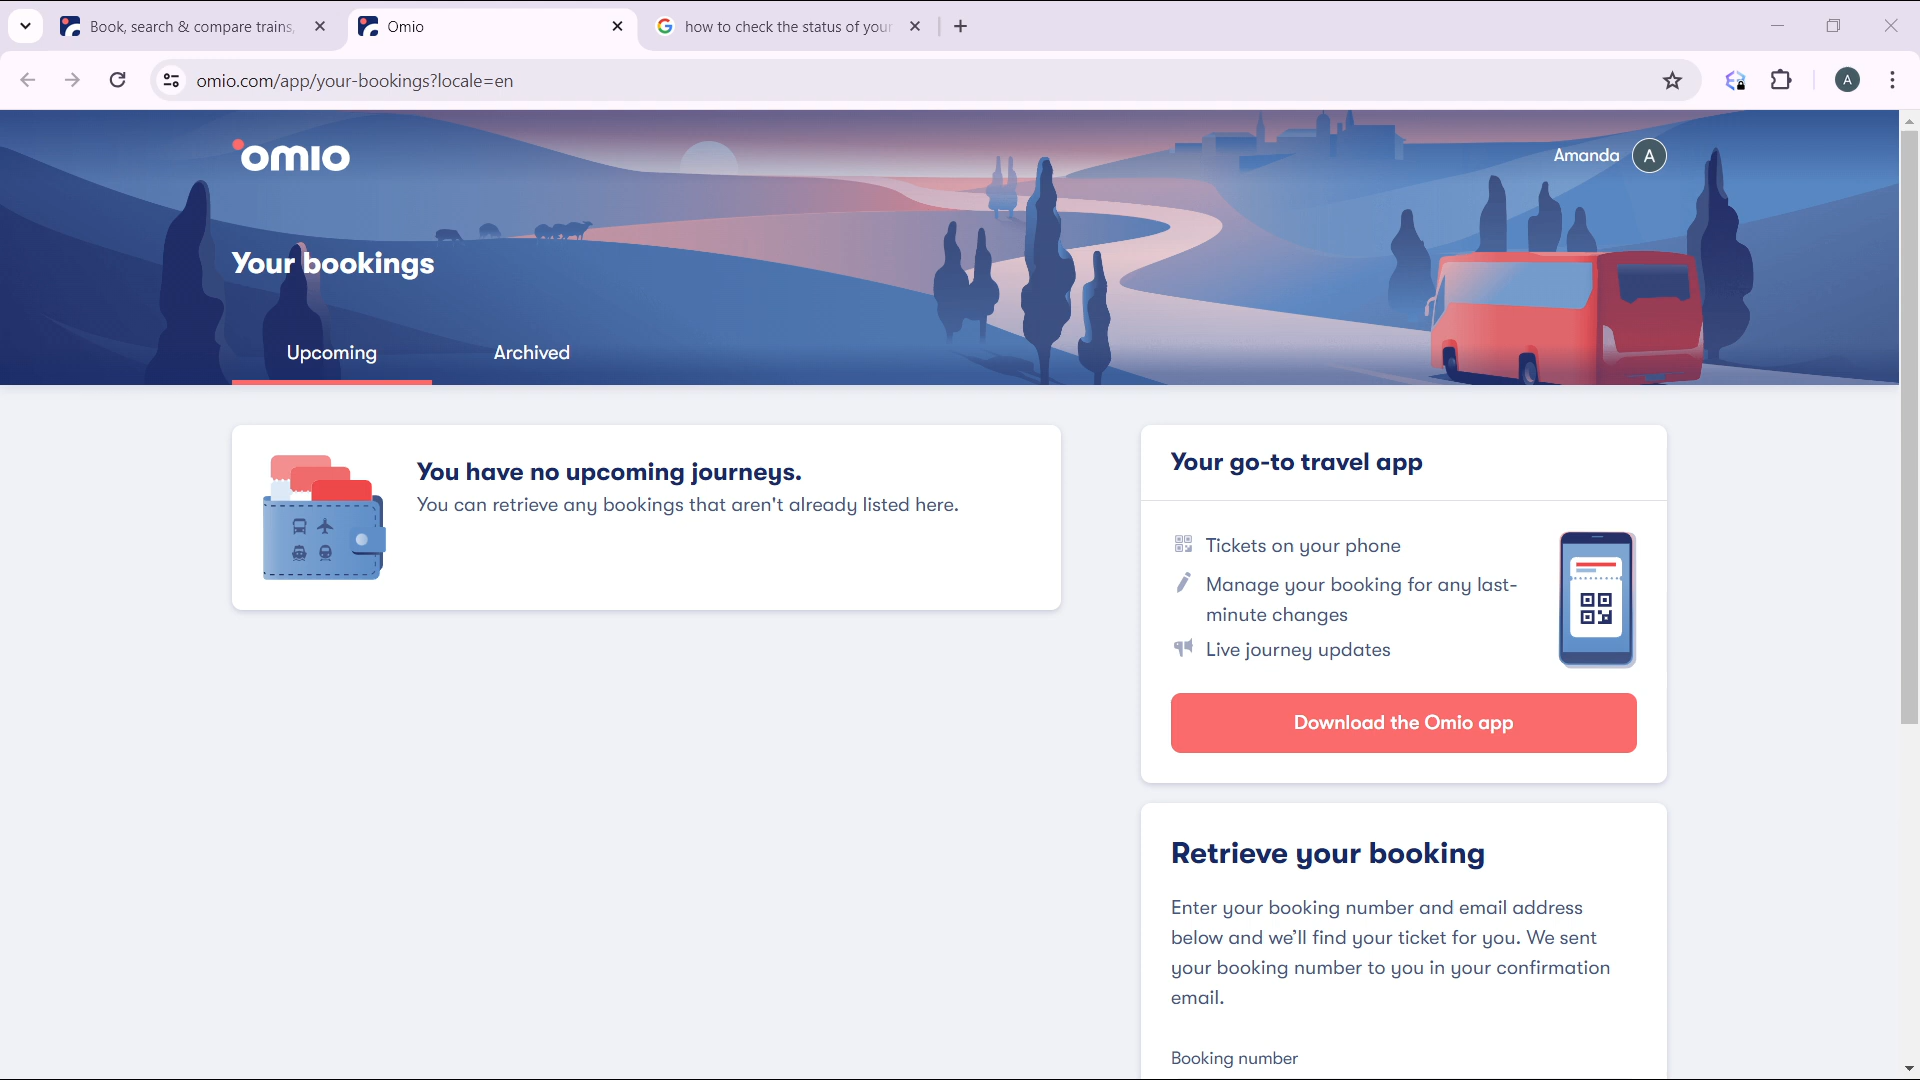 Book, search & compare trains,
Omio
how to check the status of your
omio.com/app/your-bookings?locale=en
A
omio
Amanda
A
Your bookings
Upcoming
Archived
You have no upcoming journeys.
You can retrieve any bookings that aren't already listed here.
Your go-to travel app
Tickets on your phone
Manage your booking for any last-
minute changes
Live journey updates
Download the Omio app
Retrieve your booking
Enter your booking number and email address
below and we’ll find your ticket for you. We sent
your booking number to you in your confirmation
email.
Booking number